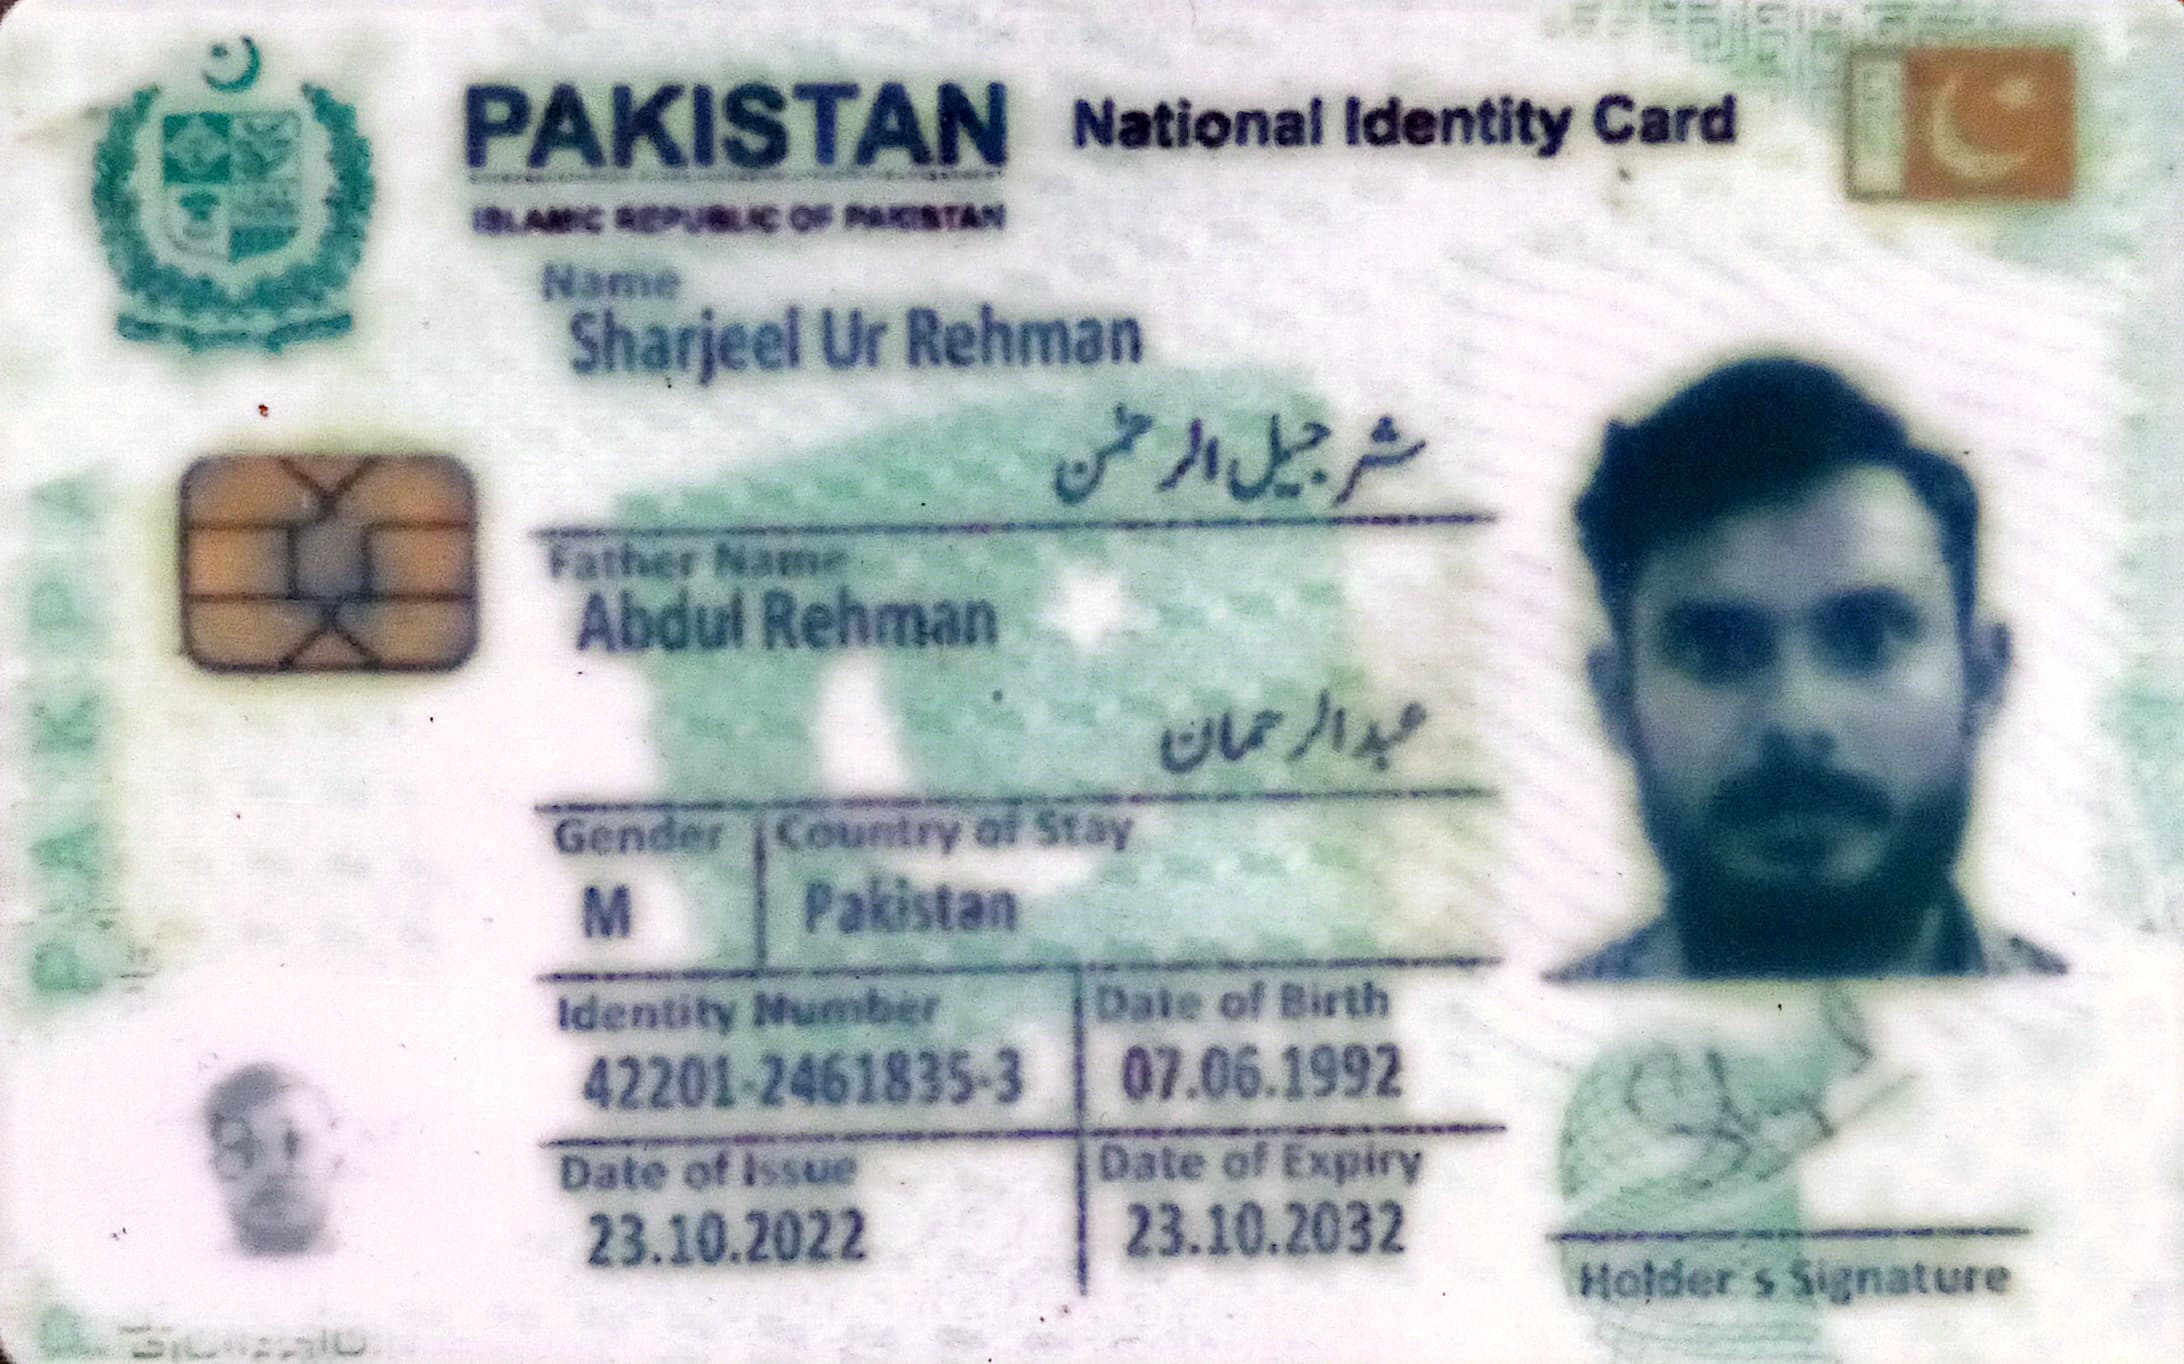 PAKISTAN National Identity Card
ISLAMIC REPUBLIC OF PAKISTAN
Name
Sharjeel Ur Rehman
شرجیل الرحمٰن
Father Name
Abdul Rehman
عبدالرحمان
Gender Country of Stay
M Pakistan
Identity Number Date of Birth
42201-2461835-3 07.06.1992
Date of Issue Date of Expiry
23.10.2022 23.10.2032
Holder's Signature